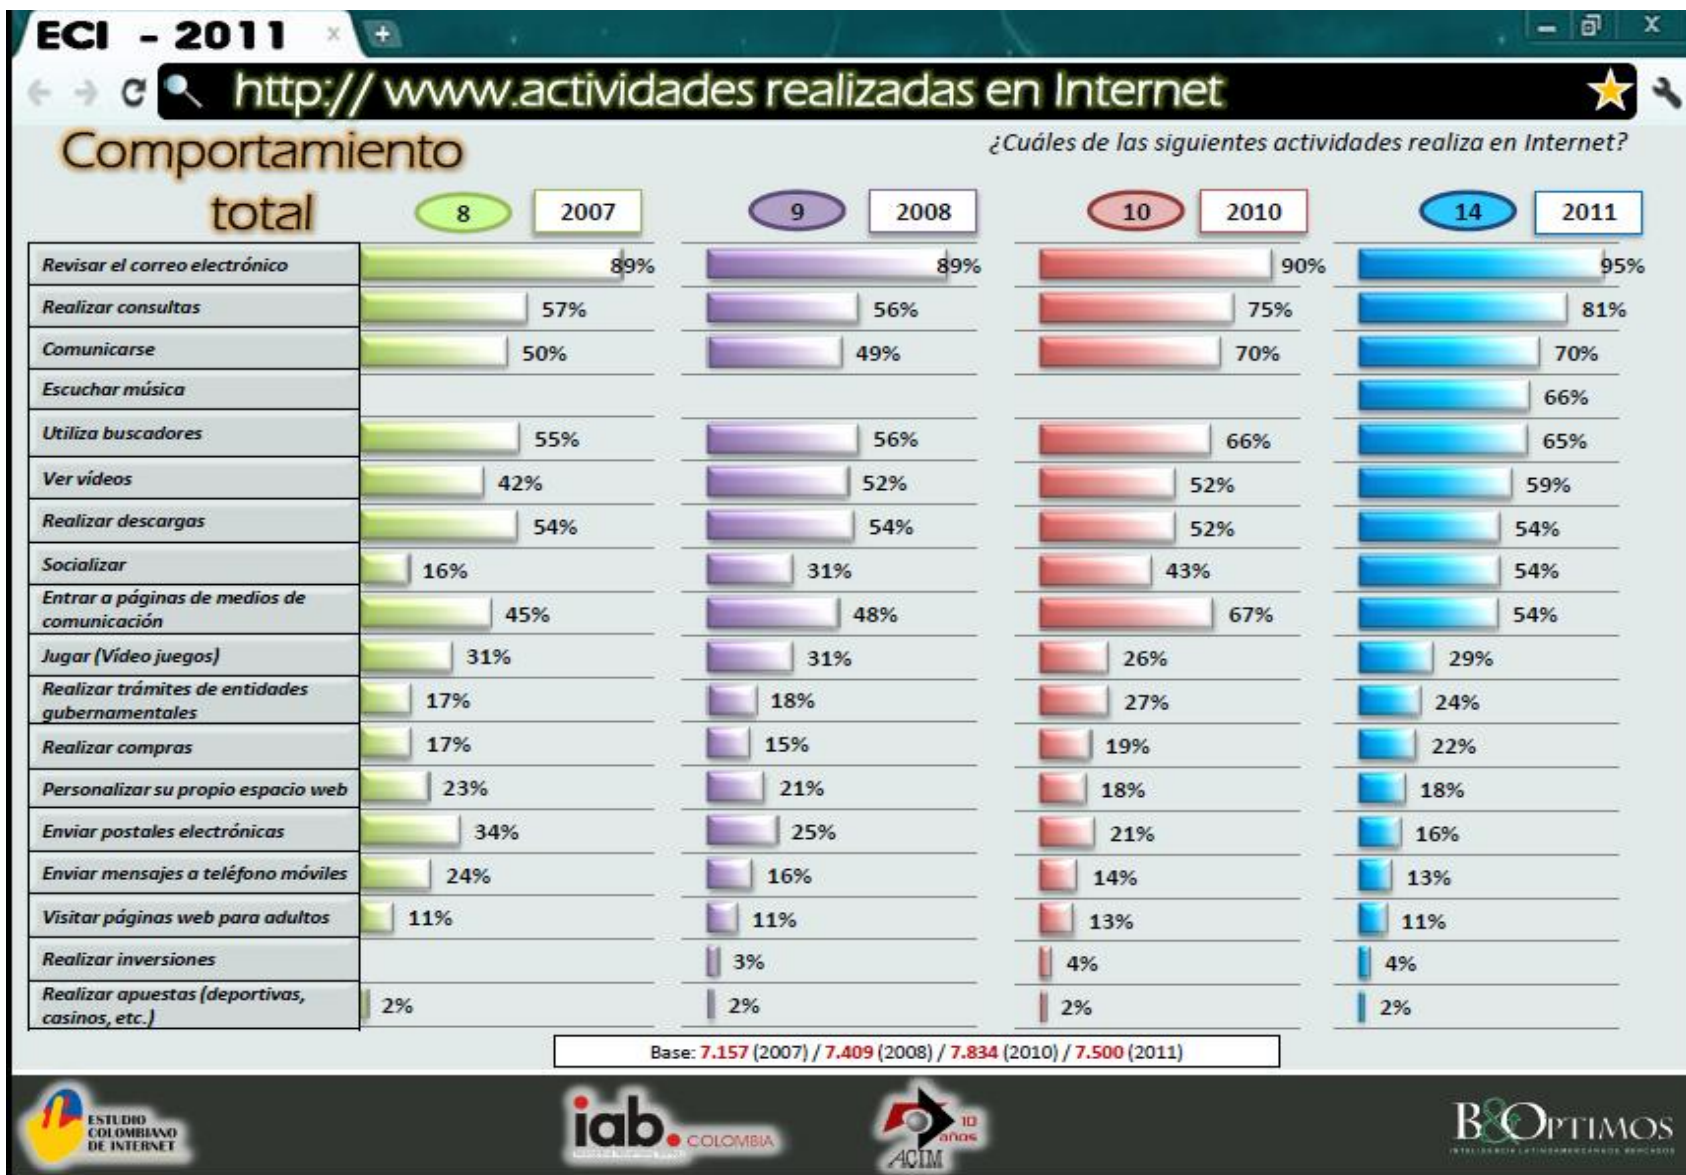 ECI - 2011
http:// www.actividades realizadas en Internet
Comportamiento
total
¿Cuáles de las siguientes actividades realiza en Internet?
8 2007 9 2008 10 2010 14 2011
Revisar el correo electrónico 89% 89% 90% 95%
Realizar consultas 57% 56% 75% 81%
Comunicarse 50% 49% 70% 70%
Escuchar música 66%
Utiliza buscadores 55% 56% 66% 65%
Ver vídeos 42% 52% 52% 59%
Realizar descargas 54% 54% 52% 54%
Socializar 16% 31% 43% 54%
Entrar a páginas de medios de
comunicación 45% 48% 67% 54%
Jugar (Vídeo juegos) 31% 31% 26% 29%
Realizar trámites de entidades
gubernamentales 17% 18% 27% 24%
Realizar compras 17% 15% 19% 22%
Personalizar su propio espacio web 23% 21% 18% 18%
Enviar postales electrónicas 34% 25% 21% 16%
Enviar mensajes a teléfono móviles 24% 16% 14% 13%
Visitar páginas web para adultos 11% 11% 13% 11%
Realizar inversiones 3% 4% 4%
Realizar apuestas (deportivas,
casinos, etc.) 2% 2% 2% 2%
Base: 7.157 (2007) / 7.409 (2008) / 7.834 (2010) / 7.500 (2011)
ESTUDIO
COLOMBIANO
DE INTERNET
iab. COLOMBIA
10
años
ACIM
B&OPTIMOS